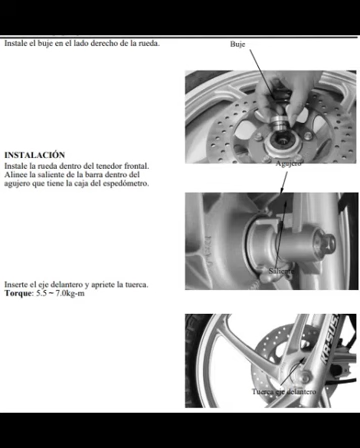 Instale el buje en el lado derecho de la rueda.
Buje
INSTALACIÓN
Instale la rueda dentro del tenedor frontal.
Alinee la saliente de la barra dentro del
agujero que tiene la caja del espedómetro.
Agujero
Saliente
Inserte el eje delantero y apriete la tuerca.
Torque: 5.5 ~ 7.0kg-m
Tuerca eje delantero